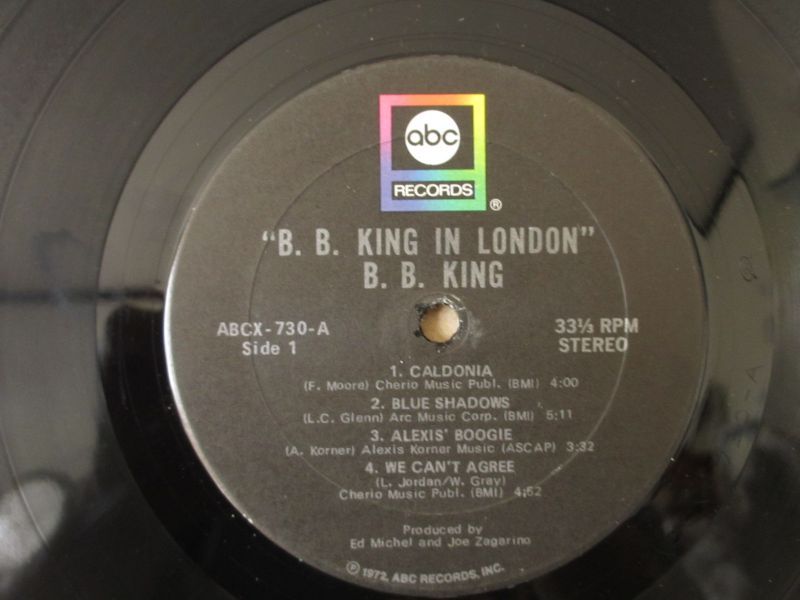 abc
RECORDS
®
"B. B. KING IN LONDON"
B. B. KING
ABCX-730-A
Side 1
33⅓ RPM
STEREO
1. CALDONIA
(F. Moore) Cherio Music Publ. (BMI) 4:00
2. BLUE SHADOWS
(L.C. Glenn) Arc Music Corp. (BMI) 5:11
3. ALEXIS' BOOGIE
(A. Korner) Alexis Korner Music (ASCAP) 3:32
4. WE CAN'T AGREE
(L. Jordan/W. Gray)
Cherio Music Publ. (BMI) 4:52
Produced by
Ed Michel and Joe Zagarino
℗ 1972, ABC RECORDS, INC.